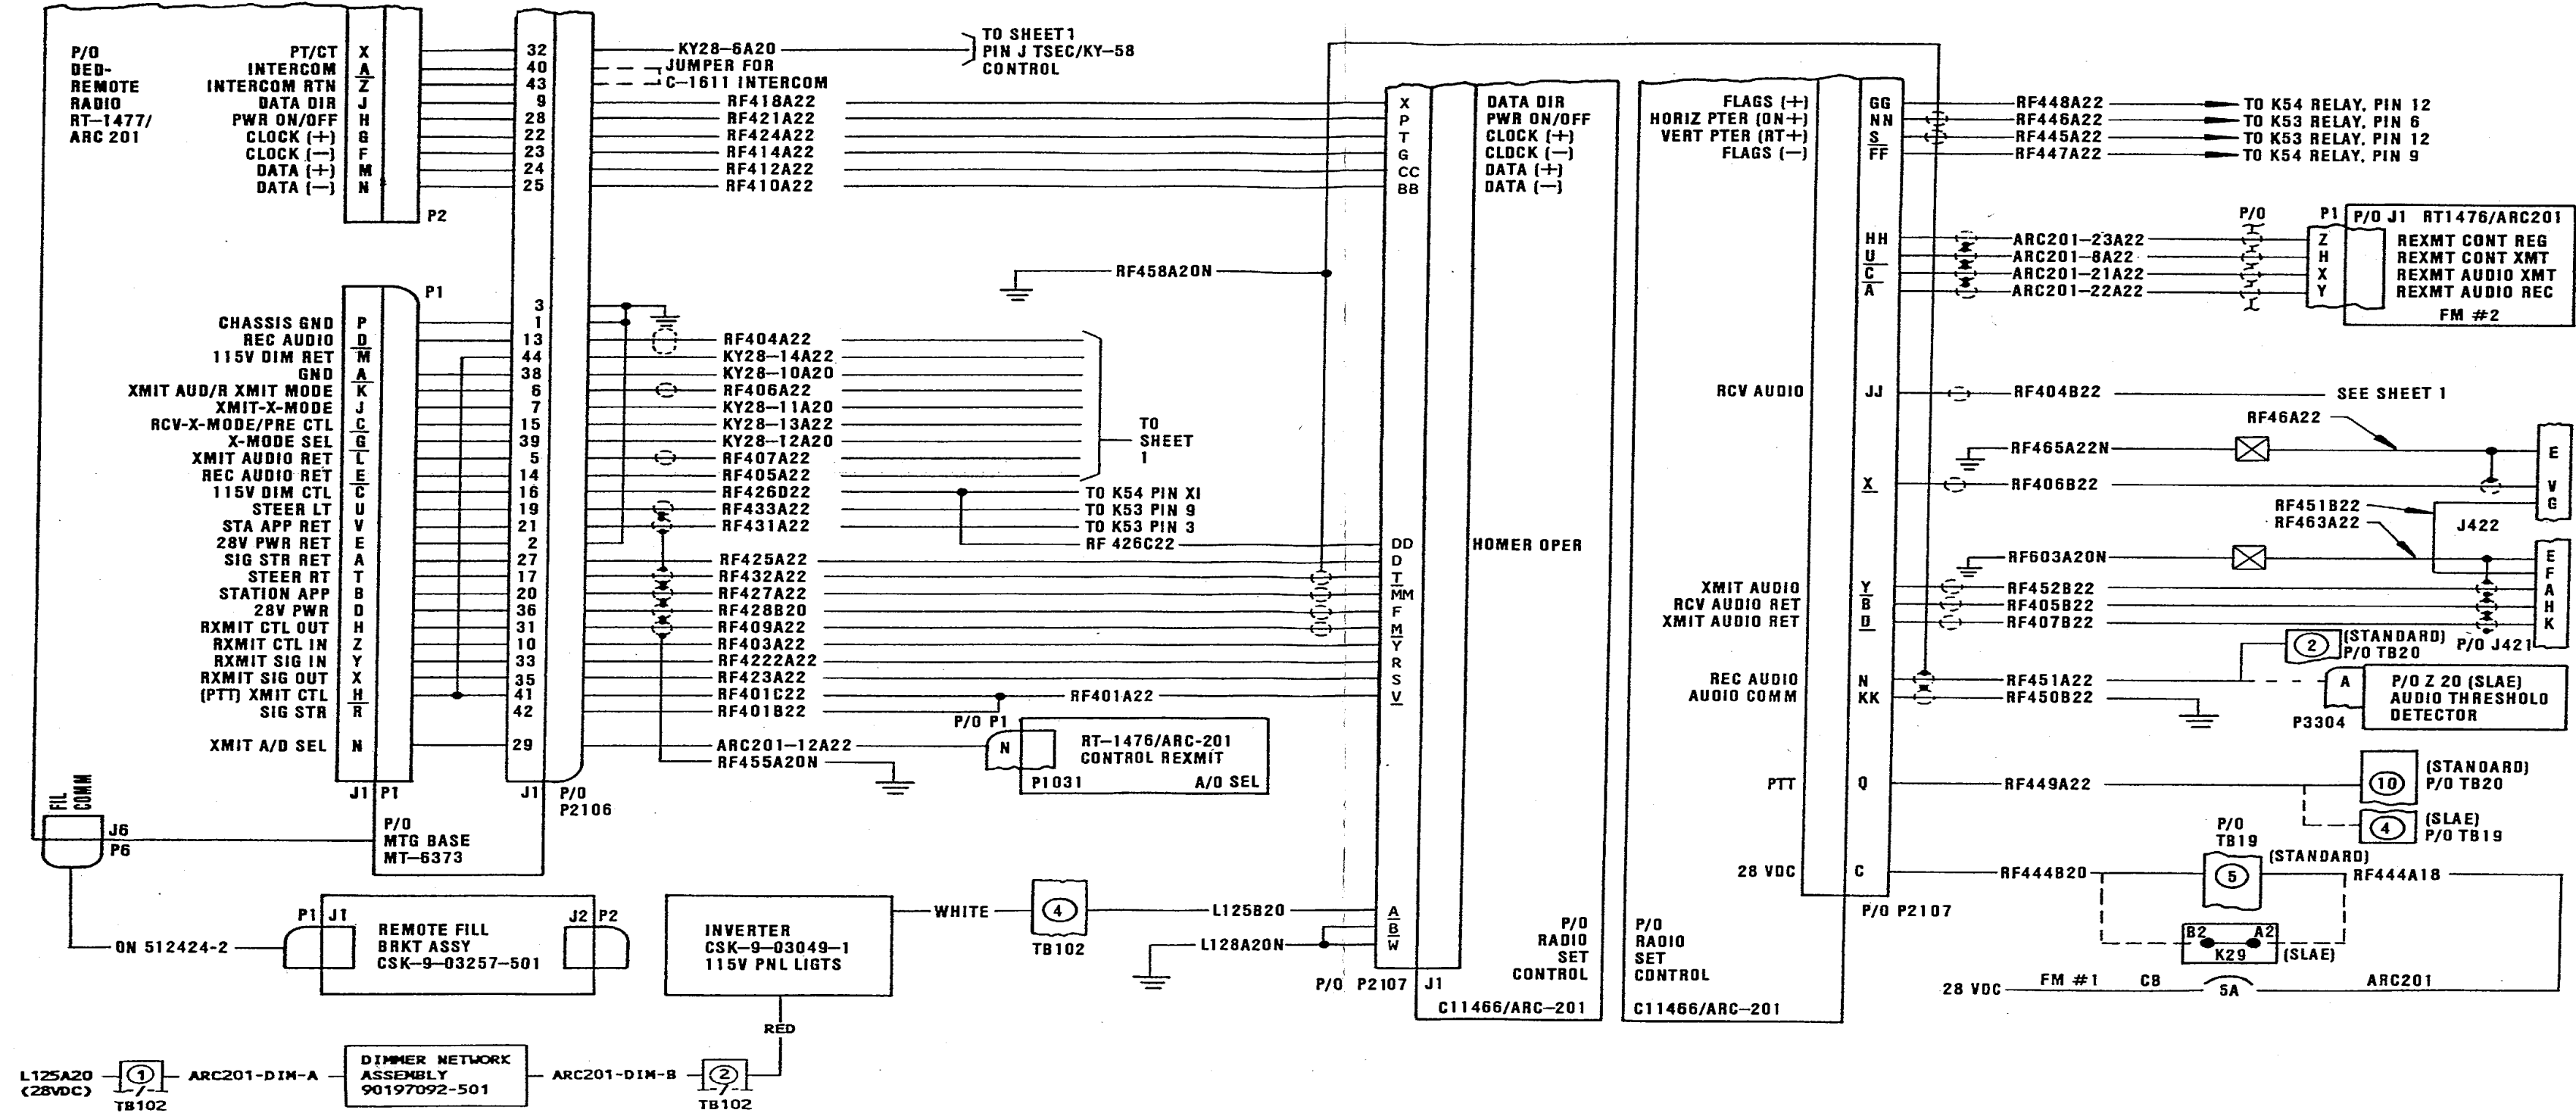 P/O
DED-
REMOTE
RADIO
RT-1477/
ARC 201
PT/CT X 32 KY28-6A20
INTERCOM A 40
INTERCOM RTN Z 43
DATA DIR J 9 RF418A22
PWR ON/OFF H 28 RF421A22
CLOCK (+) G 22 RF424A22
CLOCK (-) F 23 RF414A22
DATA (+) M 24 RF412A22
DATA (-) N 25 RF410A22
P2
TO SHEET 1
PIN J TSEC/KY-58
CONTROL
JUMPER FOR
C-1611 INTERCOM
X DATA DIR
P PWR ON/OFF
T CLOCK (+)
G CLOCK (-)
CC DATA (+)
BB DATA (-)
RF458A20N
P1
3
CHASSIS GND P 1
REC AUDIO D 13 RF404A22
115V DIM RET M 44 KY28-14A22
GND A 38 KY28-10A20
XMIT AUD/R XMIT MODE K 6 RF406A22
XMIT-X-MODE J 7 KY28-11A20
RCV-X-MODE/PRE CTL C 15 KY28-13A22
X-MODE SEL G 39 KY28-12A20
XMIT AUDIO RET L 5 RF407A22
REC AUDIO RET E 14 RF405A22
115V DIM CTL C 16 RF426D22 TO K54 PIN XI
STEER LT U 19 RF433A22 TO K53 PIN 9
STA APP RET V 21 RF431A22 TO K53 PIN 3
28V PWR RET E 2 RF 426C22 DD HOMER OPER
SIG STR RET A 27 RF425A22 D
STEER RT T 17 RF432A22 T
STATION APP B 20 RF427A22 MM
28V PWR D 36 RF428B20 F
RXMIT CTL OUT H 31 RF409A22 M
RXMIT CTL IN Z 10 RF403A22 Y
RXMIT SIG IN Y 33 RF4222A22 R
RXMIT SIG OUT X 35 RF423A22 S
(PTT) XMIT CTL H 41 RF401C22 RF401A22 V
SIG STR R 42 RF401B22
XMIT A/D SEL N 29 ARC201-12A22
RF455A20N
TO
SHEET
1
P/O P1
N
RT-1476/ARC-201
CONTROL REXMIT
P1031 A/D SEL
J1 P1
J1 P/O
P2106
P/O
MTG BASE
MT-6373
FIL
COMM
J6
P6
ON 512424-2
P1 J1
REMOTE FILL
BRKT ASSY
CSK-9-03257-501
J2 P2
INVERTER
CSK-9-03049-1
115V PNL LIGTS
WHITE
4
TB102
L125B20 A
B
L128A20N W
RED
L125A20
(28VDC)
1
TB102
ARC201-DIM-A
DIMMER NETWORK
ASSEMBLY
90197092-501
ARC201-DIM-B
2
TB102
P/O P2107 J1
P/O
RADIO
SET
CONTROL
C11466/ARC-201
FLAGS (+) GG RF448A22 TO K54 RELAY, PIN 12
HORIZ PTER (ON+) NN RF446A22 TO K53 RELAY, PIN 6
VERT PTER (RT+) S RF445A22 TO K53 RELAY, PIN 12
FLAGS (-) FF RF447A22 TO K54 RELAY, PIN 9
P/O P1 P/O J1 RT1476/ARC201
HH ARC201-23A22 Z REXMT CONT REG
U ARC201-8A22 H REXMT CONT XMT
C ARC201-21A22 X REXMT AUDIO XMT
A ARC201-22A22 Y REXMT AUDIO REC
FM #2
RCV AUDIO JJ RF404B22 SEE SHEET 1
RF46A22
RF465A22N E
X RF406B22 V
G
RF451B22
RF463A22
J422
RF603A20N E
F
XMIT AUDIO Y RF452B22 A
RCV AUDIO RET B RF405B22 H
XMIT AUDIO RET D RF407B22 K
P/O J421
2
(STANDARD)
P/O TB20
REC AUDIO N RF451A22
AUDIO COMM KK RF450B22
A
P3304
P/O Z 20 (SLAE)
AUDIO THRESHOLD
DETECTOR
PTT Q RF449A22
10
(STANDARD)
P/O TB20
4
(SLAE)
P/O TB19
P/O
TB19
5
(STANDARD)
28 VDC C RF444B20 RF444A18
B2 A2
K29 (SLAE)
P/O P2107
28 VDC FM #1 CB 5A ARC201
P/O
RADIO
SET
CONTROL
C11466/ARC-201